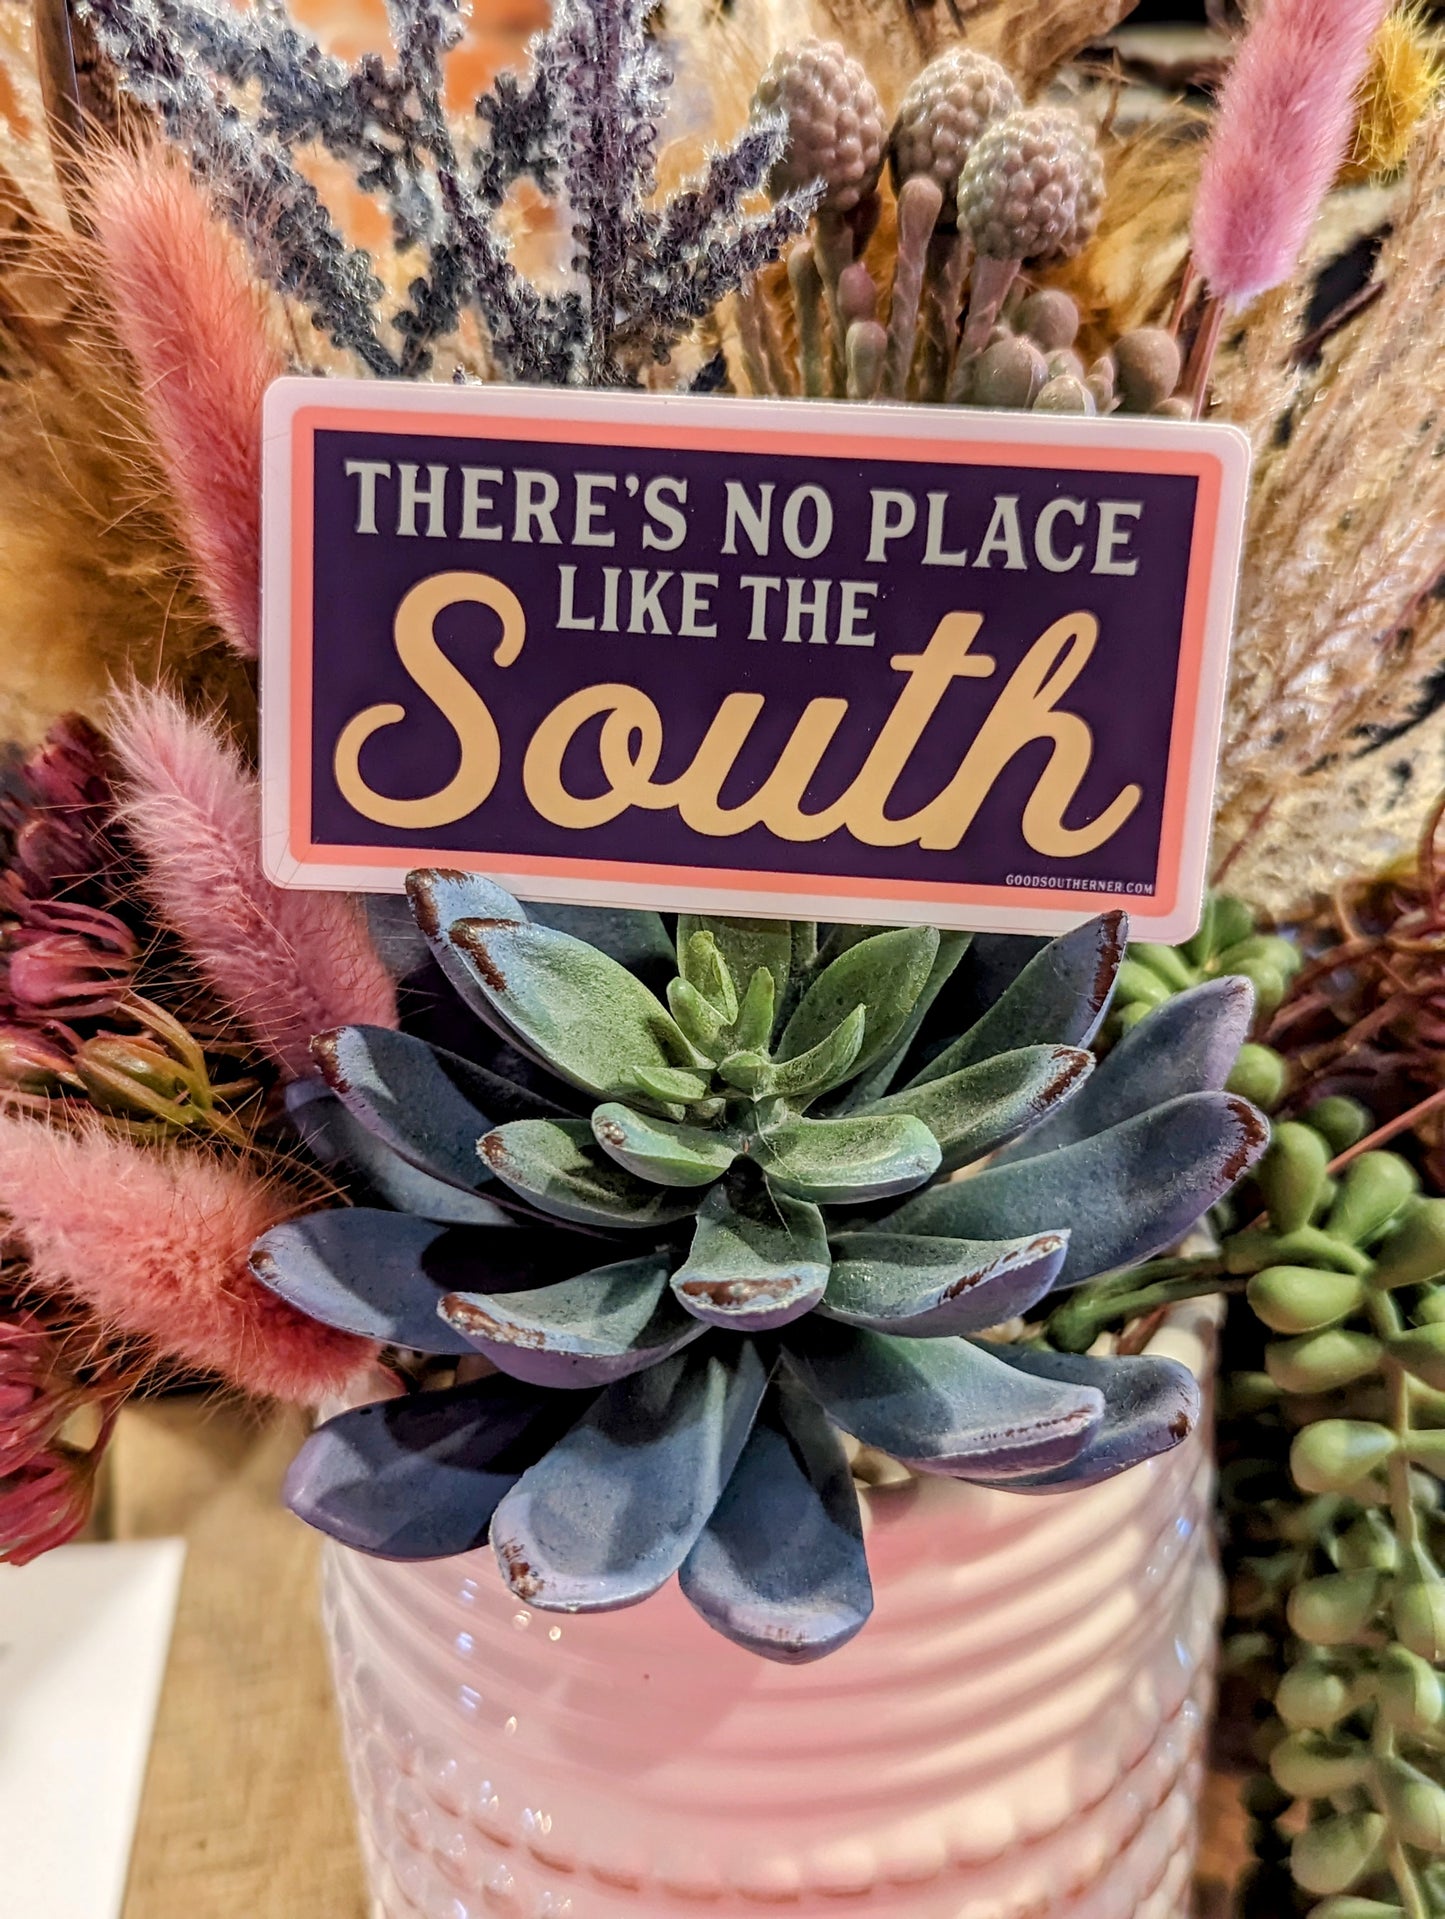 THERE'S NO PLACE
LIKE THE
South
GOODSOUTHERNER.COM